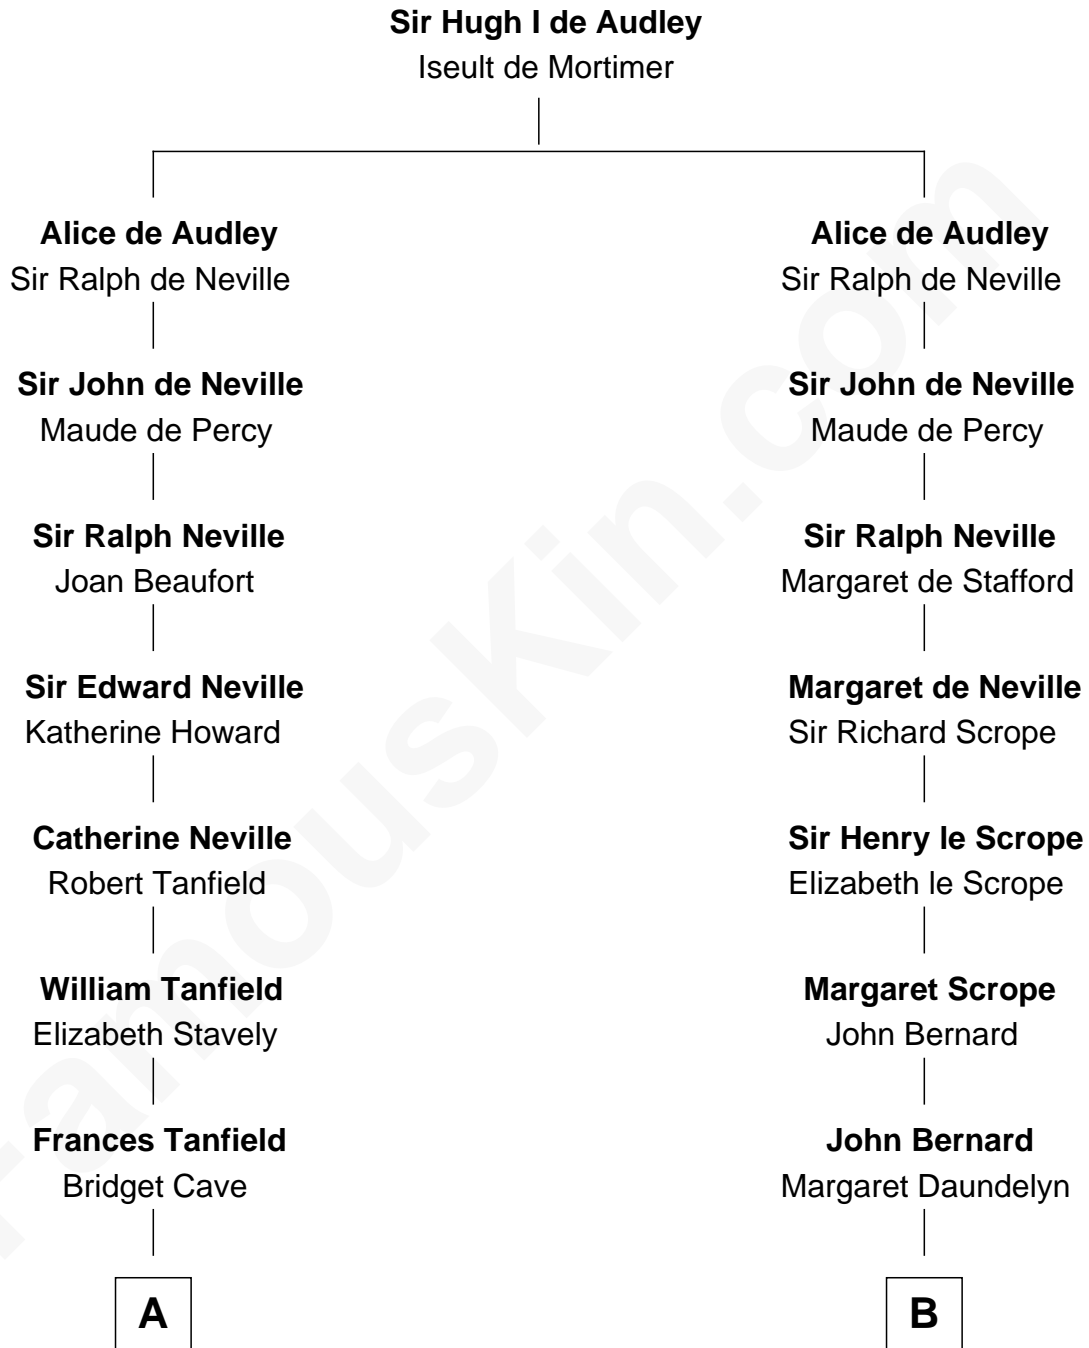 Sir Hugh I de Audley
Iseult de Mortimer
Alice de Audley
Sir Ralph de Neville
Sir John de Neville
Maude de Percy
Sir Ralph Neville
Joan Beaufort
Sir Edward Neville
Katherine Howard
Catherine Neville
Robert Tanfield
William Tanfield
Elizabeth Stavely
Frances Tanfield
Bridget Cave
A
Alice de Audley
Sir Ralph de Neville
Sir John de Neville
Maude de Percy
Sir Ralph Neville
Margaret de Stafford
Margaret de Neville
Sir Richard Scrope
Sir Henry le Scrope
Elizabeth le Scrope
Margaret Scrope
John Bernard
John Bernard
Margaret Daundelyn
B
FamousKin.com